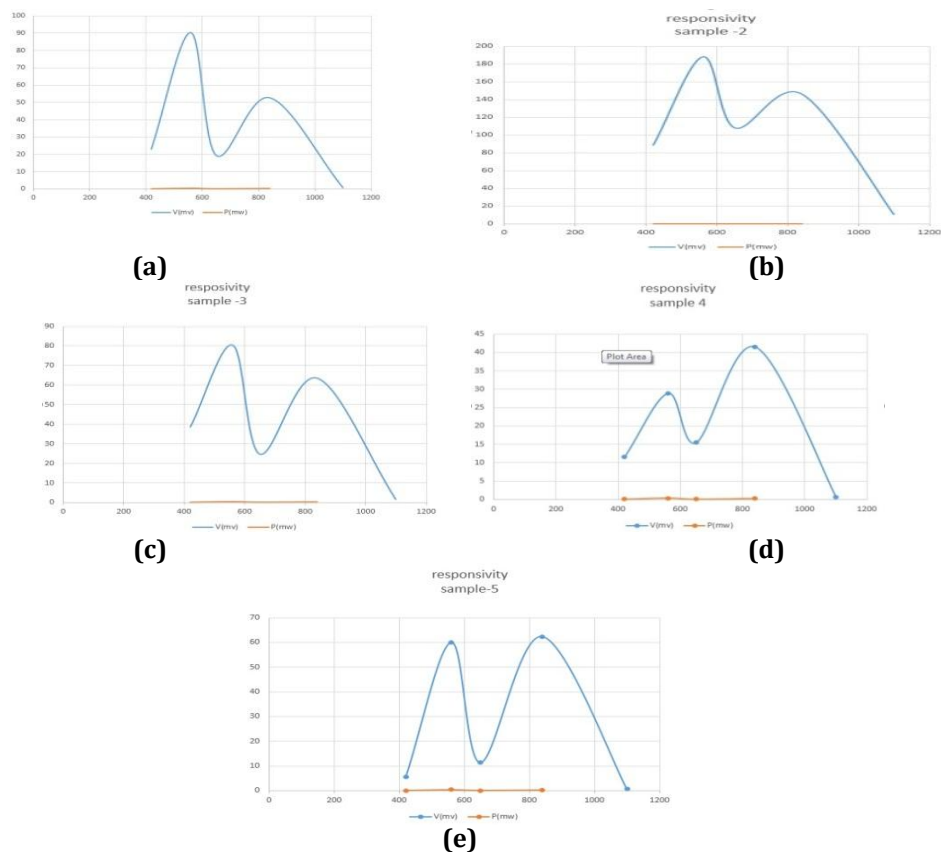 100
90
80
70
60
50
40
30
20
10
0
0 200 400 600 800 1000 1200
V(mv) P(mw)
(a)
responsivity
sample -2
200
180
160
140
120
100
80
60
40
20
0
0 200 400 600 800 1000 1200
V(mv) P(mw)
(b)
resposivity
sample -3
90
80
70
60
50
40
30
20
10
0
0 200 400 600 800 1000 1200
V(mv) P(mw)
(c)
responsivity
sample 4
Plot Area
45
40
35
30
25
20
15
10
5
0
0 200 400 600 800 1000 1200
V(mv) P(mw)
(d)
responsivity
sample-5
70
60
50
40
30
20
10
0
0 200 400 600 800 1000 1200
V(mv) P(mw)
(e)